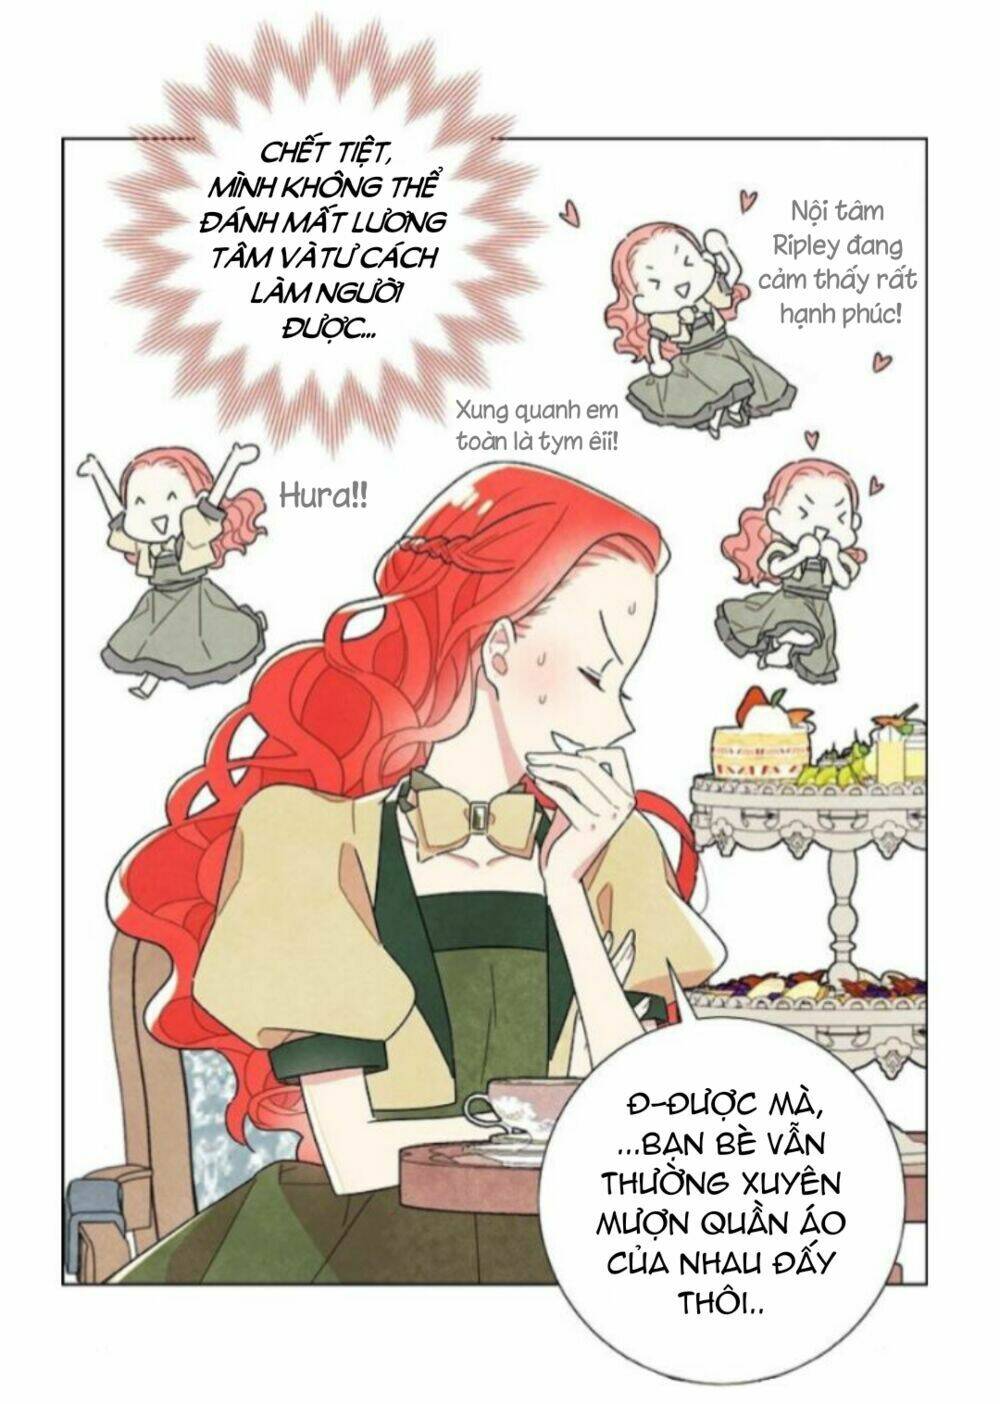 CHẾT TIỆT,
MÌNH KHÔNG THỂ
ĐÁNH MẤT LƯƠNG
TÂM VÀ TƯ CÁCH
LÀM NGƯỜI
ĐƯỢC...
Nội tâm
Ripley đang
cảm thấy rất
hạnh phúc!
Xung quanh em
toàn là tym êii!
Hura!!
Đ-ĐƯỢC MÀ,
...BẠN BÈ VẪN
THƯỜNG XUYÊN
MƯỢN QUẦN ÁO
CỦA NHAU ĐẤY
THÔI..